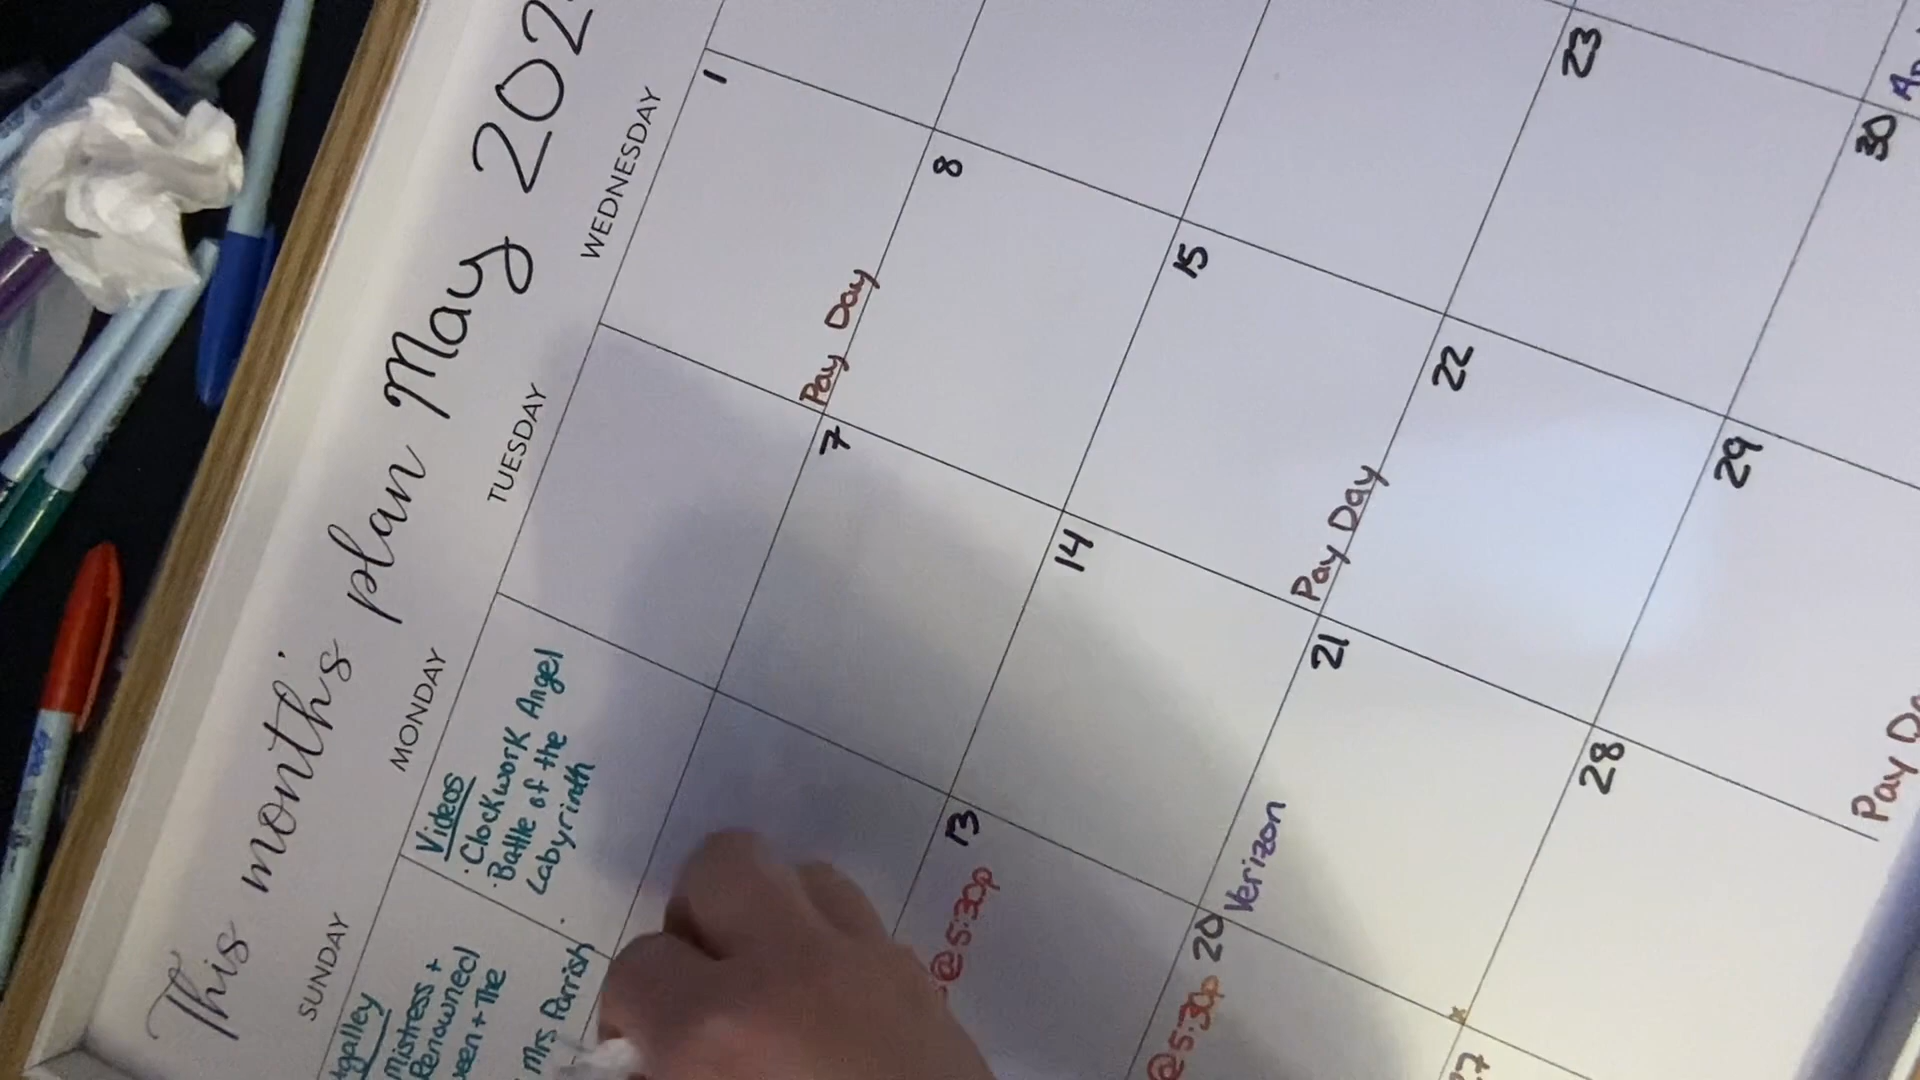 This month's plan May 202
SUNDAY
MONDAY
TUESDAY
WEDNESDAY
Mistress +
Renowned
+ The
Mrs Parrish
Videos
· Clockwork Angel
· Battle of the
Labyrinth
1
Pay Day
7
8
@5:30p
13
14
15
Pay Day
@5:30p
20
Verizon
21
22
23
27
28
29
Pay
30